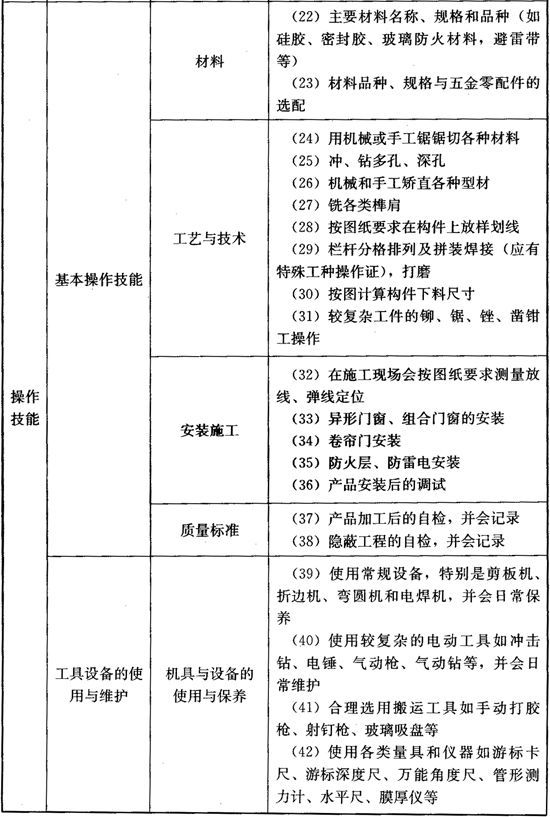 操作
技能
基本操作技能
材料
（22）主要材料名称、规格和品种（如
硅胶、密封胶、玻璃防火材料，避雷带
等）
（23）材料品种、规格与五金零配件的
选配
工艺与技术
（24）用机械或手工锯锯切各种材料
（25）冲、钻多孔、深孔
（26）机械和手工矫直各种型材
（27）铣各类榫肩
（28）按图纸要求在构件上放样划线
（29）栏杆分格排列及拼装焊接（应有
特殊工种操作证），打磨
（30）按图计算构件下料尺寸
（31）较复杂工件的铆、锯、锉、凿钳
工操作
安装施工
（32）在施工现场会按图纸要求测量放
线、弹线定位
（33）异形门窗、组合门窗的安装
（34）卷帘门安装
（35）防火层、防雷电安装
（36）产品安装后的调试
质量标准
（37）产品加工后的自检，并会记录
（38）隐蔽工程的自检，并会记录
工具设备的使
用与维护
机具与设备的
使用与保养
（39）使用常规设备，特别是剪板机、
折边机、弯圆机和电焊机，并会日常保
养
（40）使用较复杂的电动工具如冲击
钻、电锤、气动枪、气动钻等，并会日
常维护
（41）合理选用搬运工具如手动打胶
枪、射钉枪、玻璃吸盘等
（42）使用各类量具和仪器如游标卡
尺、游标深度尺、万能角度尺、管形测
力计、水平尺、膜厚仪等